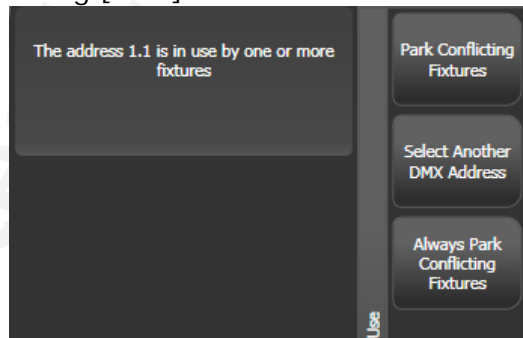 The address 1.1 is in use by one or more
fixtures
Park Conflicting
Fixtures
Select Another
DMX Address
Always Park
Conflicting
Fixtures
Use